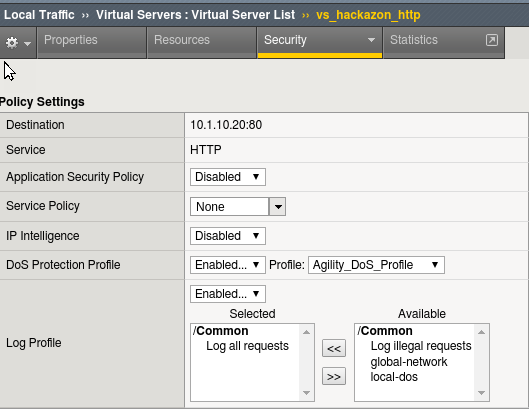 Local Traffic ›› Virtual Servers : Virtual Server List ›› vs_hackazon_http
Properties Resources Security Statistics
Policy Settings
Destination 10.1.10.20:80
Service HTTP
Application Security Policy Disabled
Service Policy None
IP Intelligence Disabled
DoS Protection Profile Enabled... Profile: Agility_DoS_Profile
Enabled...
Selected Available
/Common /Common
Log all requests Log illegal requests
<< global-network
>> local-dos
Log Profile